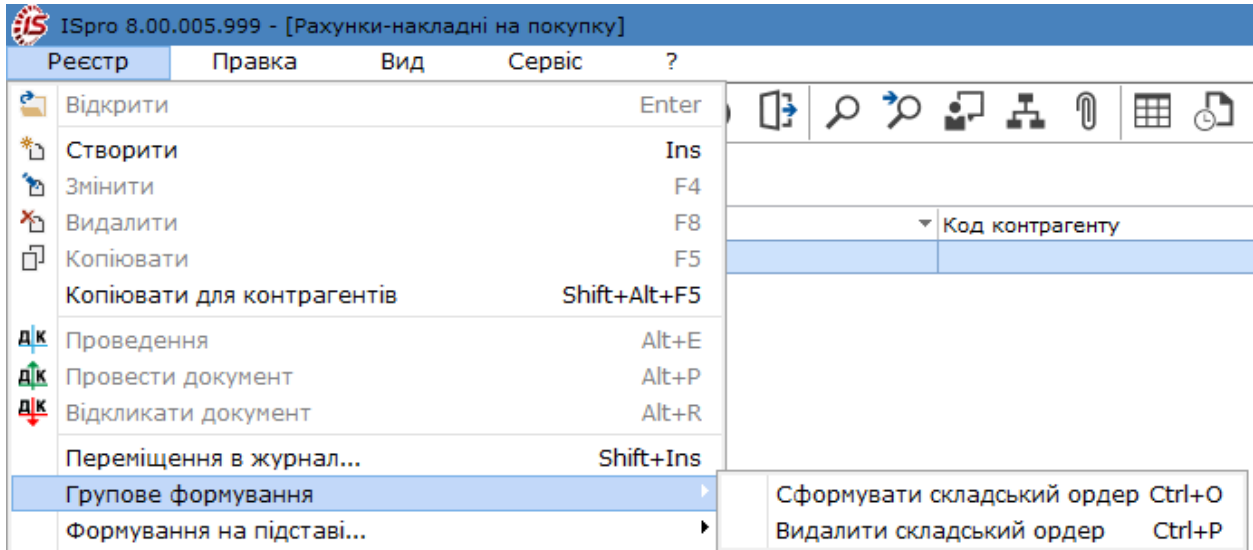 ISpro 8.00.005.999 - [Рахунки-накладні на покупку]
Реєстр Правка Вид Сервіс ?
Відкрити Enter
Створити Ins
Змінити F4
Видалити F8
Код контрагенту
Копіювати F5
Копіювати для контрагентів Shift+Alt+F5
Проведення Alt+E
Провести документ Alt+P
Відкликати документ Alt+R
Переміщення в журнал... Shift+Ins
Групове формування
Сформувати складський ордер Ctrl+O
Формування на підставі...
Видалити складський ордер Ctrl+P